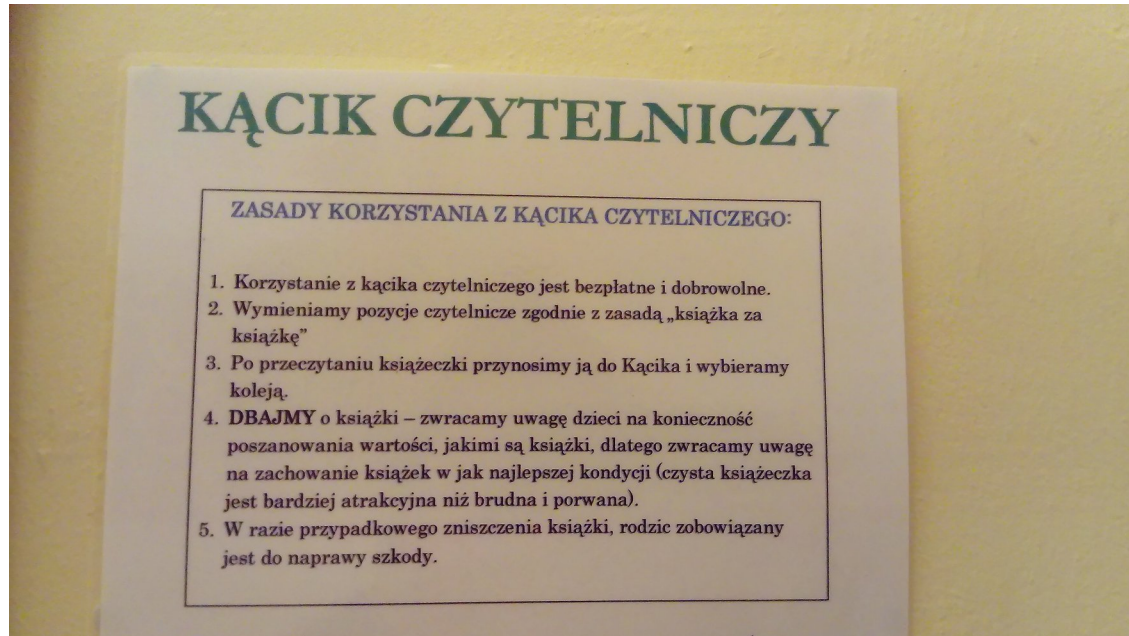 KĄCIK CZYTELNICZY
ZASADY KORZYSTANIA Z KĄCIKA CZYTELNICZEGO:
1. Korzystanie z kącika czytelniczego jest bezpłatne i dobrowolne.
2. Wymieniamy pozycje czytelnicze zgodnie z zasadą „książka za
książkę”
3. Po przeczytaniu książeczki przynosimy ją do Kącika i wybieramy
koleją.
4. DBAJMY o książki – zwracamy uwagę dzieci na konieczność
poszanowania wartości, jakimi są książki, dlatego zwracamy uwagę
na zachowanie książek w jak najlepszej kondycji (czysta książeczka
jest bardziej atrakcyjna niż brudna i porwana).
5. W razie przypadkowego zniszczenia książki, rodzic zobowiązany
jest do naprawy szkody.